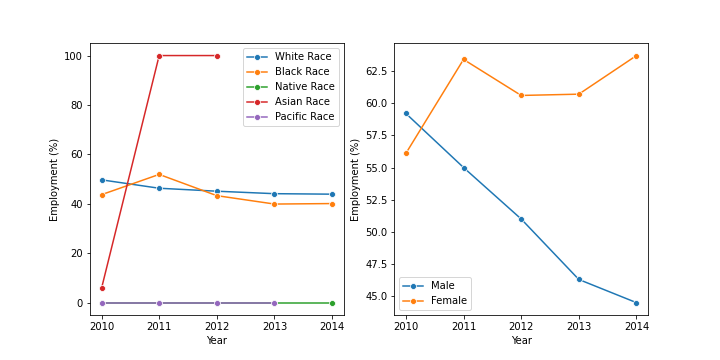 100
80
60
40
20
0
Employment (%)
2010 2011 2012 2013 2014
Year
White Race
Black Race
Native Race
Asian Race
Pacific Race
62.5
60.0
57.5
55.0
52.5
50.0
47.5
45.0
Employment (%)
2010 2011 2012 2013 2014
Year
Male
Female